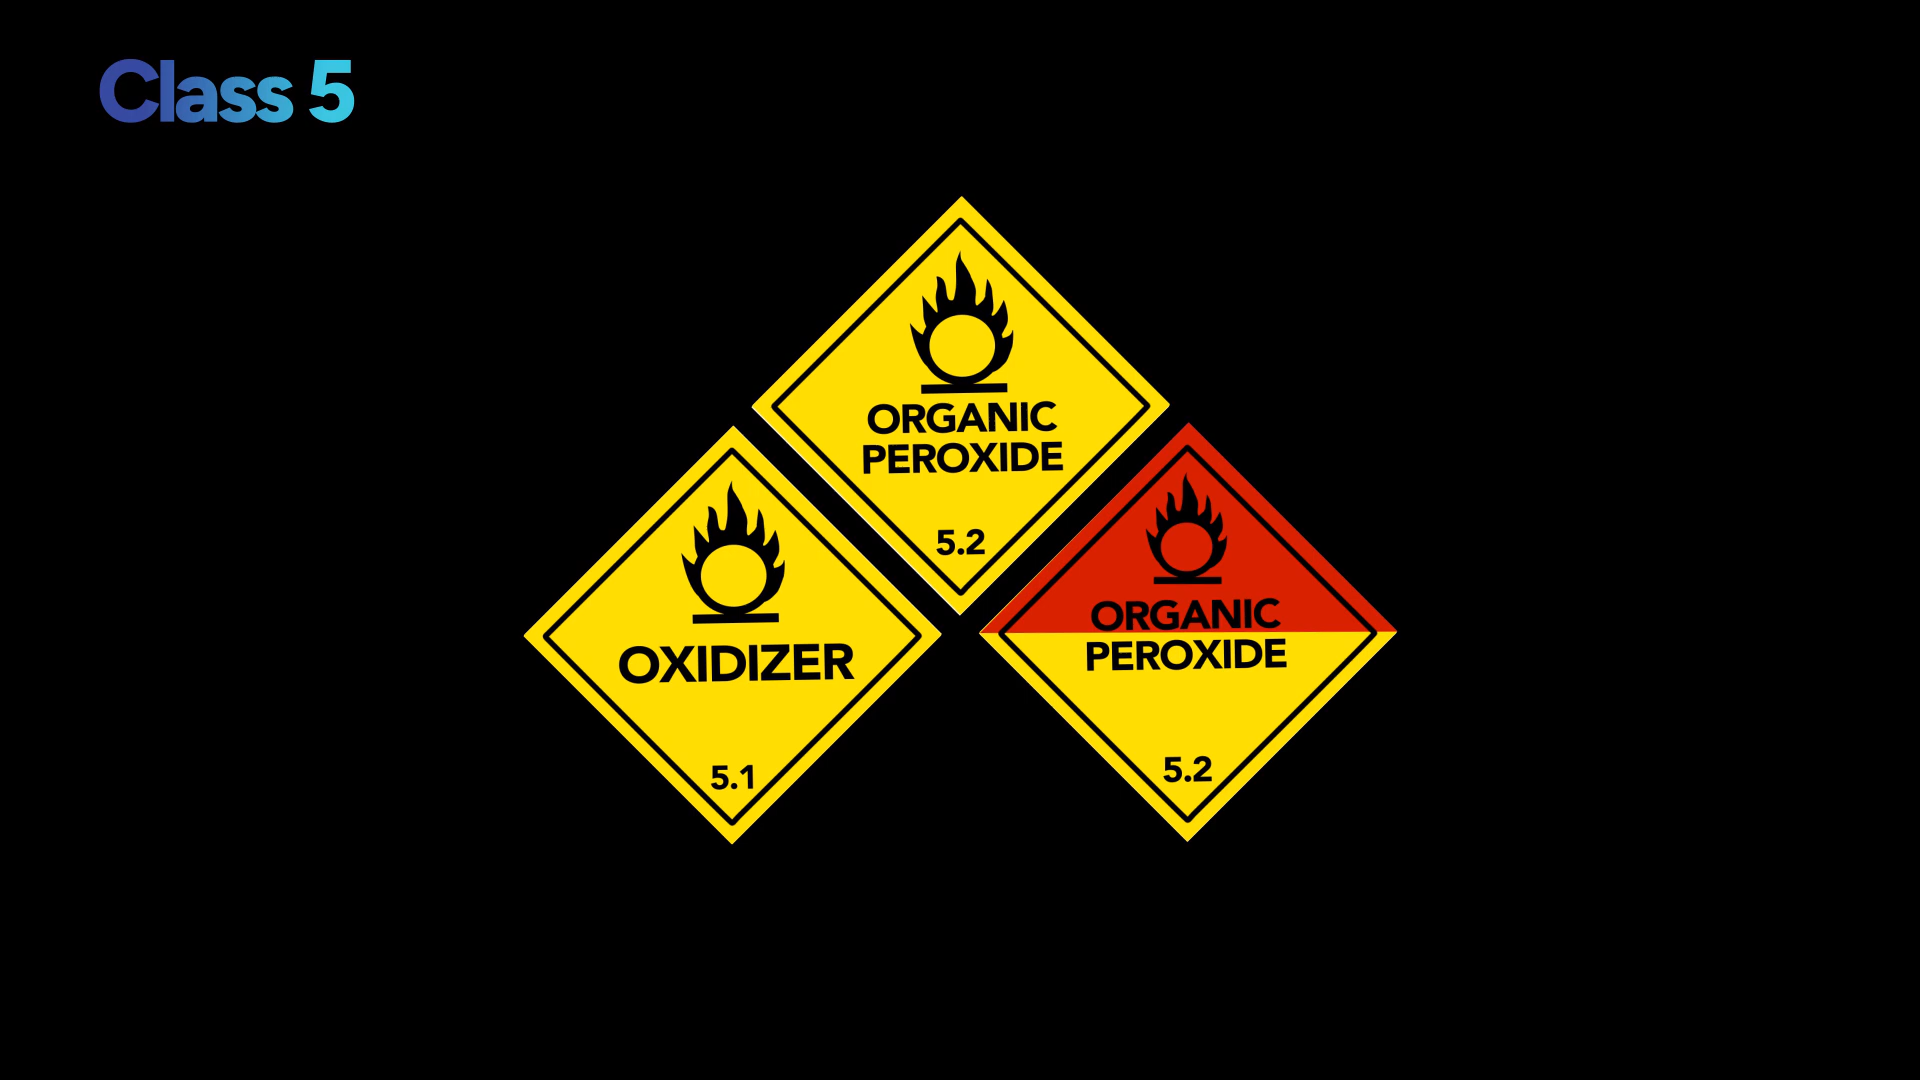 Class 5
ORGANIC
PEROXIDE
5.2
OXIDIZER
5.1
ORGANIC
PEROXIDE
5.2